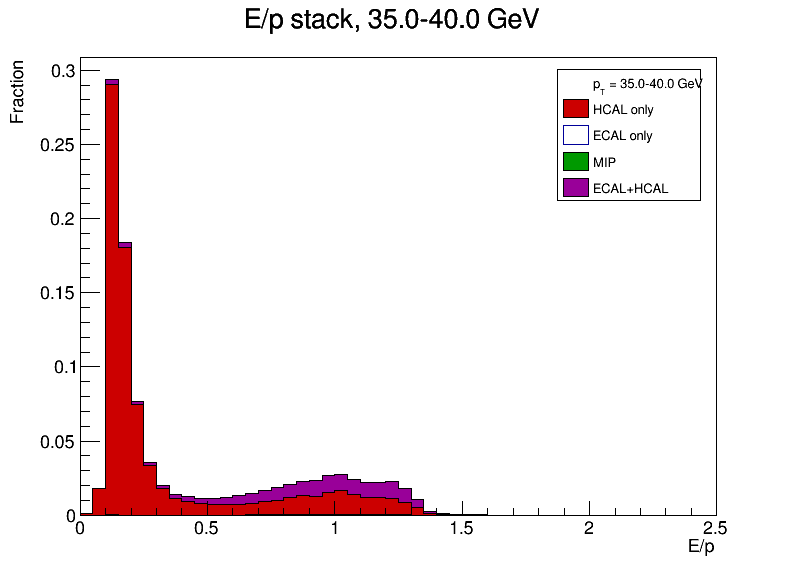 E/p stack, 35.0-40.0 GeV
Fraction
0.3
0.25
0.2
0.15
0.1
0.05
0
p_T = 35.0-40.0 GeV
HCAL only
ECAL only
MIP
ECAL+HCAL
0 0.5 1 1.5 2 2.5
E/p